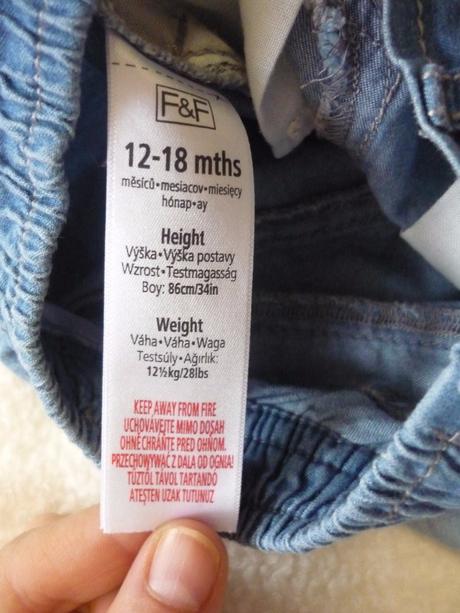 F&F
12-18 mths
měsíců•mesiacov•miesięcy
hónap•ay
Height
Výška•Výška postavy
Wzrost•Testmagasság
Boy: 86cm/34in
Weight
Váha•Váha•Waga
Testsúly•Ağırlık:
12½kg/28lbs
KEEP AWAY FROM FIRE
UCHOVÁVEJTE MIMO DOSAH
OHNĚ CHRÁŇTE PRED OHŇOM.
PRZECHOWYWAĆ Z DALA OD OGNIA!
TŰZTŐL TÁVOL TARTANDÓ
ATEŞTEN UZAK TUTUNUZ